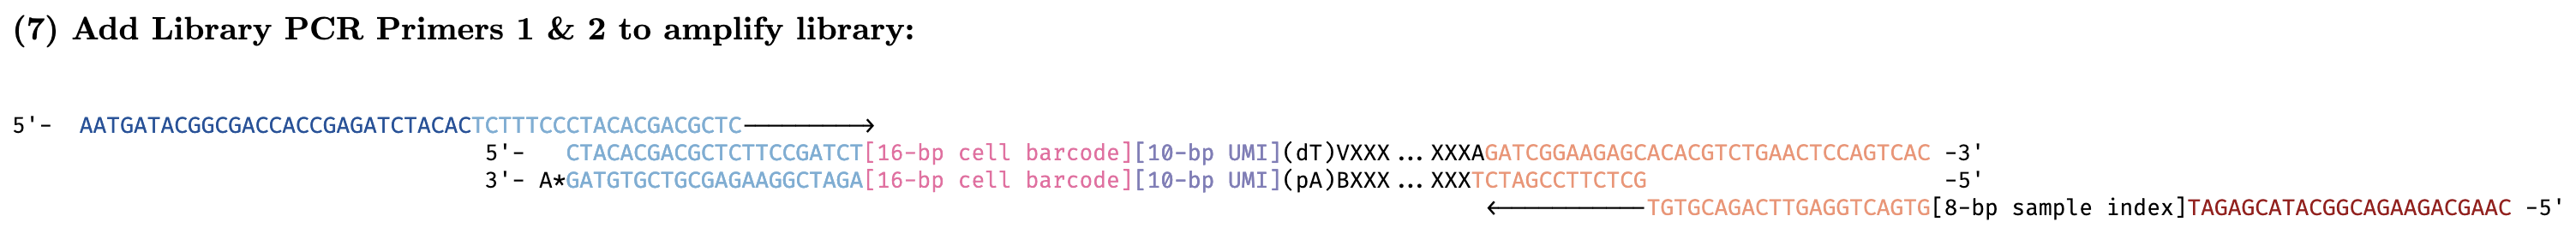 (7) Add Library PCR Primers 1 & 2 to amplify library:
5'- AATGATACGGCGACCACCGAGATCTACACTCTTTCCCTACACGACGCTC
5'- CTACACGACGCTCTTCCGATCT[16-bp cell barcode][10-bp UMI](dT)VXXX ... XXXAGATCGGAAGAGCACACGTCTGAACTCCAGTCAC -3'
3'- A*GATGTGCTGCGAGAAGGCTAGA[16-bp cell barcode][10-bp UMI](pA)BXXX ... XXXTCTAGCCTTCTCG -5'
TGTGCAGACTTGAGGTCAGTG[8-bp sample index]TAGAGCATACGGCAGAAGACGAAC -5'